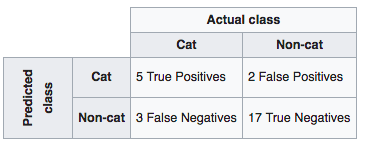 Actual class
Cat Non-cat
Predicted class
Cat 5 True Positives 2 False Positives
Non-cat 3 False Negatives 17 True Negatives